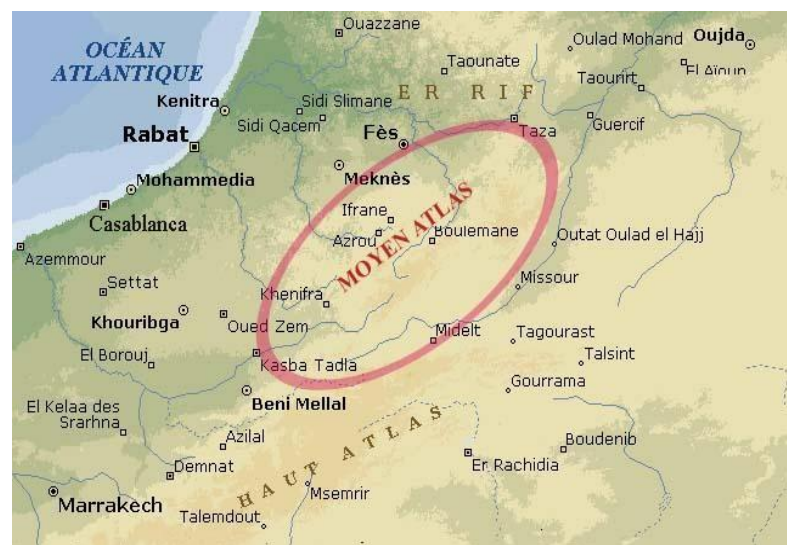 Ouazzane
OCÉAN
ATLANTIQUE
Oulad Mohand
Oujda
Taounate
El Aïoun
Taourirt
ER RIF
Kenitra
Sidi Slimane
Sidi Qacem
Taza
Guercif
Rabat
Fès
Meknès
Mohammedia
Casablanca
Ifrane
Azrou
MOYEN ATLAS
Boulemane
Outat Oulad el Hajj
Azemmour
Settat
Missour
Khenifra
Khouribga
Oued Zem
Midelt
Tagourast
El Borouj
Kasba Tadla
Talsint
Gourrama
Beni Mellal
El Kelaa des
Srarhna
Azilal
HAUT ATLAS
Boudenib
Demnat
Er Rachidia
Marrakech
Msemrir
Talemdout